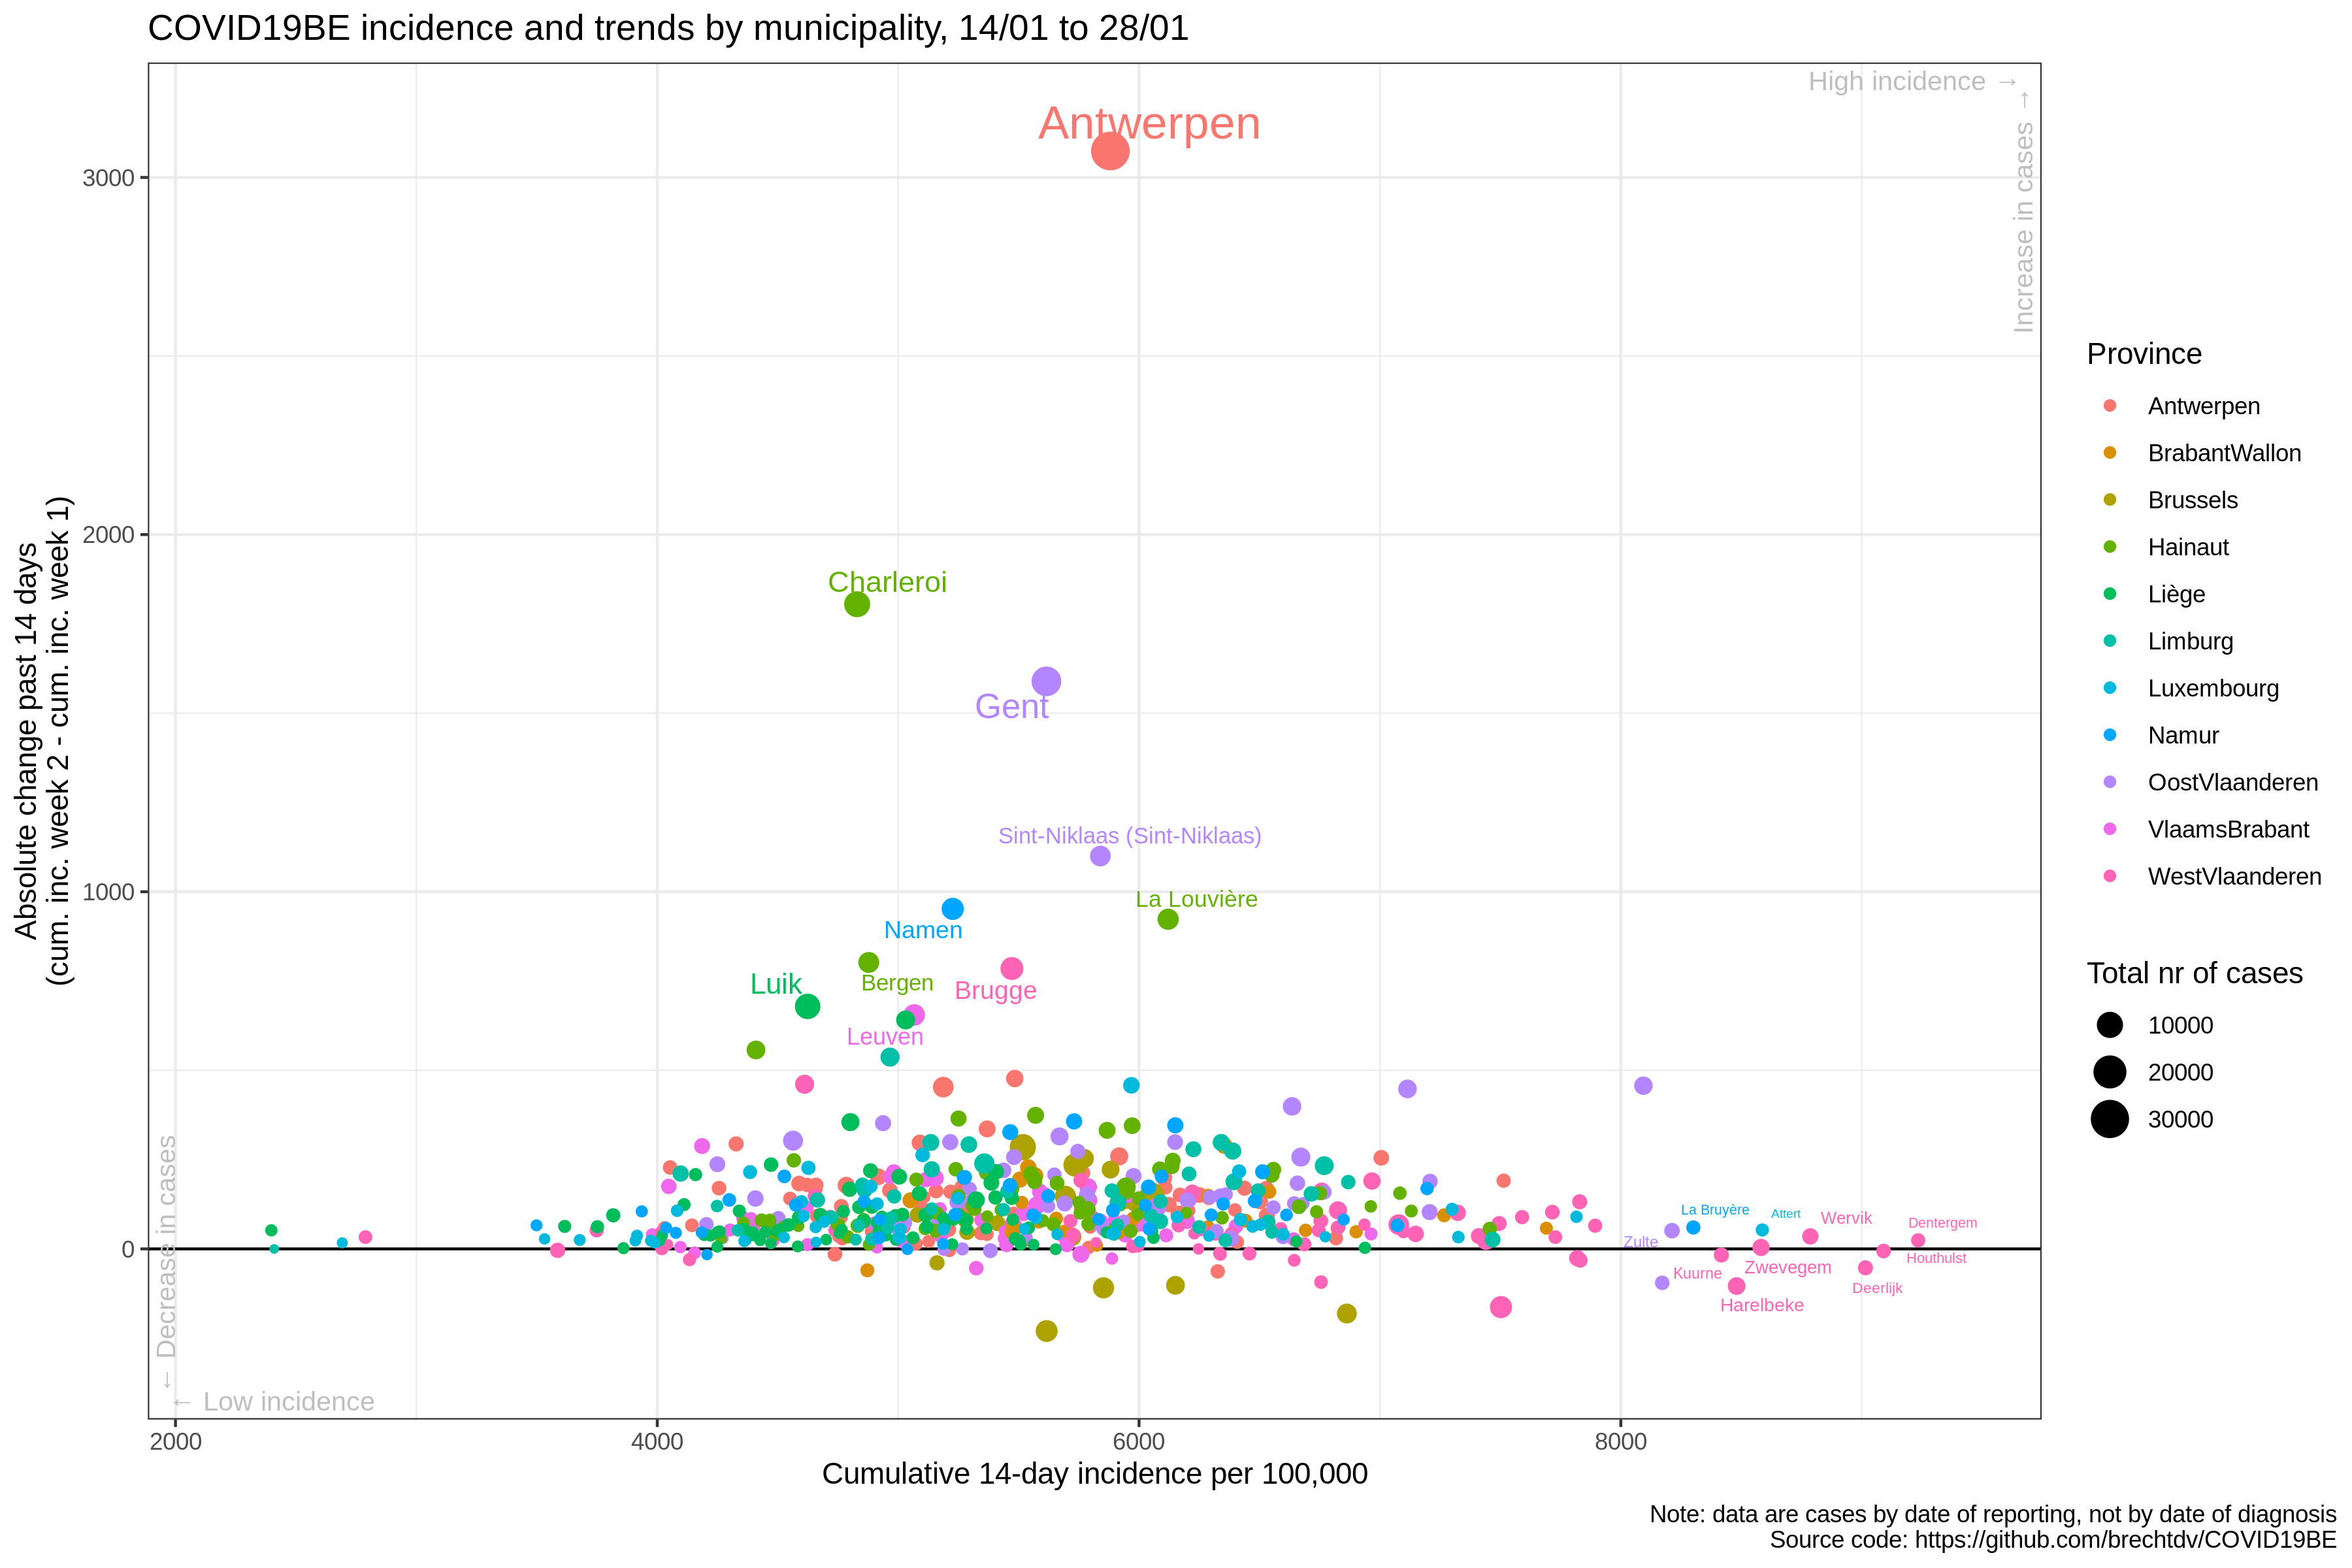 COVID19BE incidence and trends by municipality, 14/01 to 28/01
High incidence →
Increase in cases →
Antwerpen
3000
2000
1000
0
Absolute change past 14 days
(cum. inc. week 2 - cum. inc. week 1)
Charleroi
Gent
Sint-Niklaas (Sint-Niklaas)
La Louvière
Namen
Bergen
Luik
Brugge
Leuven
La Bruyère
Attert
Wervik
Dentergem
Zulte
Kuurne
Zwevegem
Houthulst
Deerlijk
Harelbeke
← Decrease in cases
← Low incidence
2000 4000 6000 8000
Cumulative 14-day incidence per 100,000
Province
Antwerpen
BrabantWallon
Brussels
Hainaut
Liège
Limburg
Luxembourg
Namur
OostVlaanderen
VlaamsBrabant
WestVlaanderen
Total nr of cases
10000
20000
30000
Note: data are cases by date of reporting, not by date of diagnosis
Source code: https://github.com/brechtdv/COVID19BE